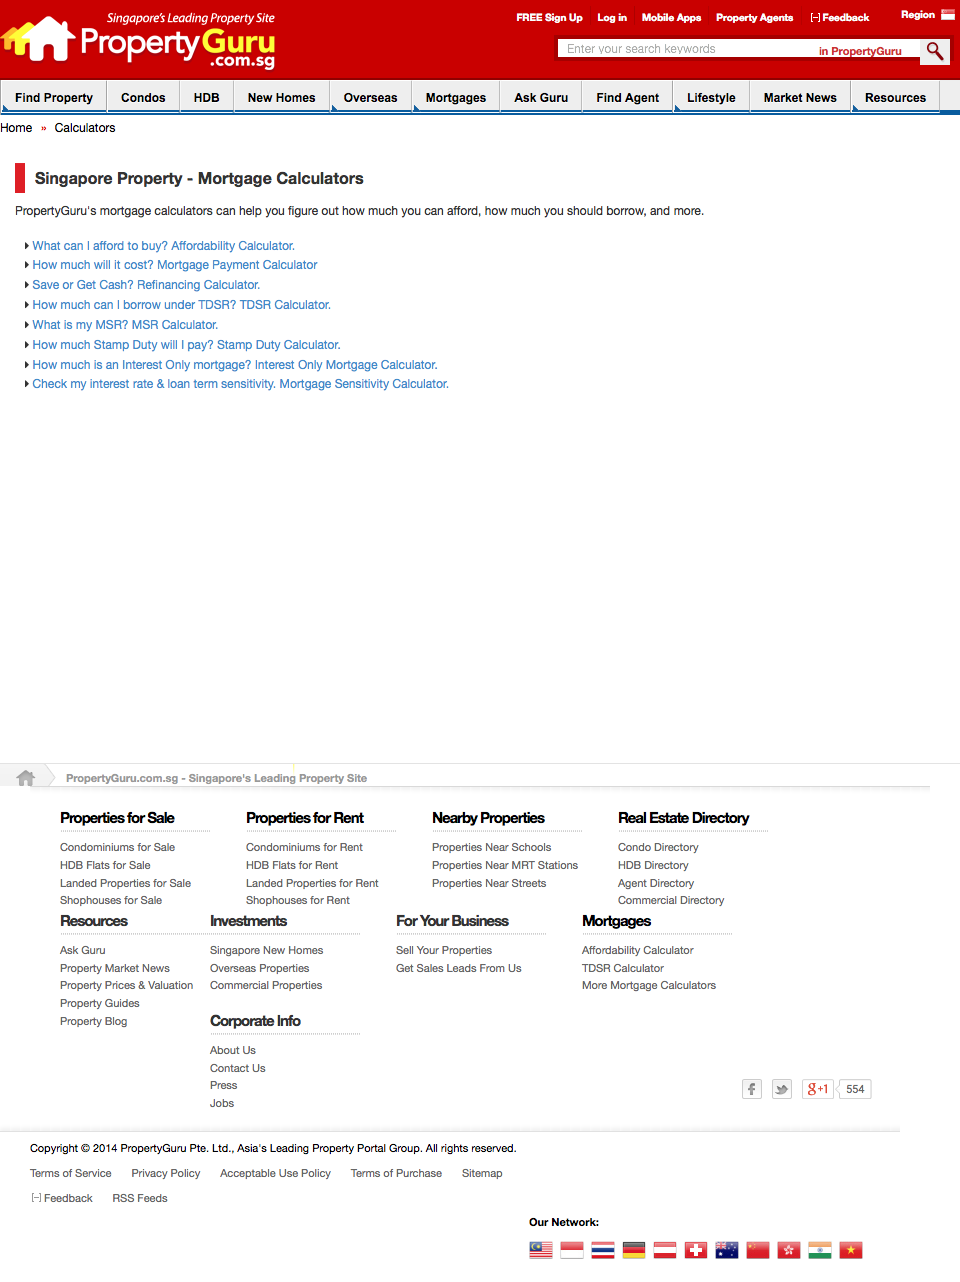 Singapore's Leading Property Site
PropertyGuru
.com.sg
FREE Sign Up Log in Mobile Apps Property Agents [–] Feedback Region
Enter your search keywords in PropertyGuru
Find Property Condos HDB New Homes Overseas Mortgages Ask Guru Find Agent Lifestyle Market News Resources
Home » Calculators
Singapore Property - Mortgage Calculators
PropertyGuru's mortgage calculators can help you figure out how much you can afford, how much you should borrow, and more.
What can I afford to buy? Affordability Calculator.
How much will it cost? Mortgage Payment Calculator
Save or Get Cash? Refinancing Calculator.
How much can I borrow under TDSR? TDSR Calculator.
What is my MSR? MSR Calculator.
How much Stamp Duty will I pay? Stamp Duty Calculator.
How much is an Interest Only mortgage? Interest Only Mortgage Calculator.
Check my interest rate & loan term sensitivity. Mortgage Sensitivity Calculator.
PropertyGuru.com.sg - Singapore's Leading Property Site
Properties for Sale Properties for Rent Nearby Properties Real Estate Directory
Condominiums for Sale Condominiums for Rent Properties Near Schools Condo Directory
HDB Flats for Sale HDB Flats for Rent Properties Near MRT Stations HDB Directory
Landed Properties for Sale Landed Properties for Rent Properties Near Streets Agent Directory
Shophouses for Sale Shophouses for Rent Commercial Directory
Resources Investments For Your Business Mortgages
Ask Guru Singapore New Homes Sell Your Properties Affordability Calculator
Property Market News Overseas Properties Get Sales Leads From Us TDSR Calculator
Property Prices & Valuation Commercial Properties More Mortgage Calculators
Property Guides
Property Blog Corporate Info
About Us
Contact Us
Press
Jobs
f g+1 554
Copyright © 2014 PropertyGuru Pte. Ltd., Asia's Leading Property Portal Group. All rights reserved.
Terms of Service Privacy Policy Acceptable Use Policy Terms of Purchase Sitemap
[–] Feedback RSS Feeds
Our Network: